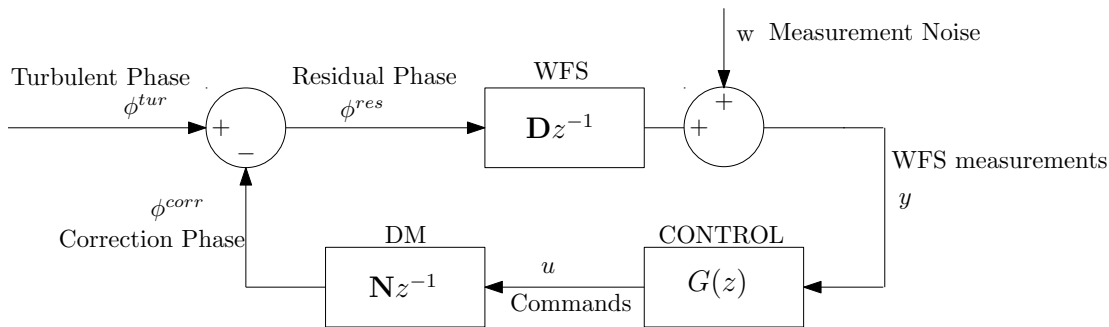 w Measurement Noise
Turbulent Phase
ϕ^{tur}
Residual Phase
ϕ^{res}
WFS
Dz^{-1}
+
−
+
+
WFS measurements
y
ϕ^{corr}
Correction Phase
DM
Nz^{-1}
u
Commands
CONTROL
G(z)